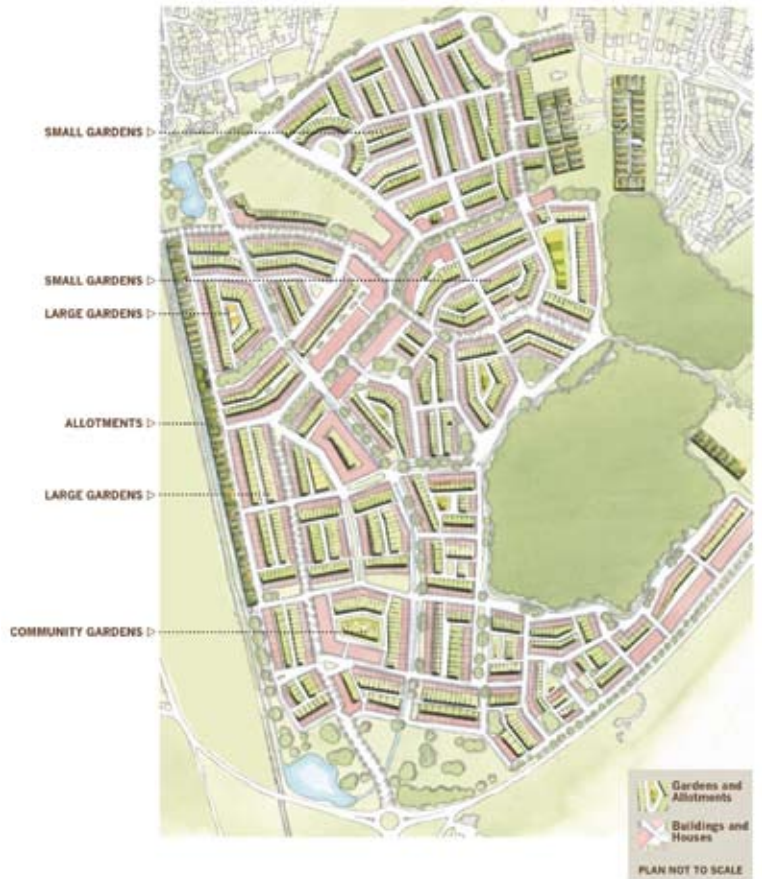 SMALL GARDENS
SMALL GARDENS
LARGE GARDENS
ALLOTMENTS
LARGE GARDENS
COMMUNITY GARDENS
Gardens and
Allotments
Buildings and
Houses
PLAN NOT TO SCALE